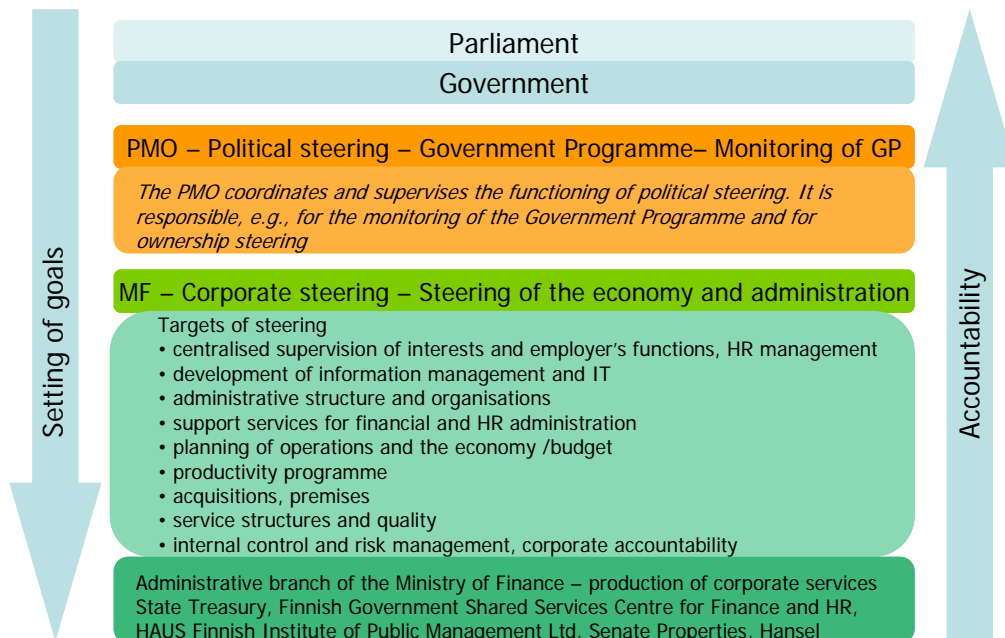 Parliament
Government
PMO – Political steering – Government Programme– Monitoring of GP
The PMO coordinates and supervises the functioning of political steering. It is
responsible, e.g., for the monitoring of the Government Programme and for
ownership steering
MF – Corporate steering – Steering of the economy and administration
Targets of steering
• centralised supervision of interests and employer's functions, HR management
• development of information management and IT
• administrative structure and organisations
• support services for financial and HR administration
• planning of operations and the economy /budget
• productivity programme
• acquisitions, premises
• service structures and quality
• internal control and risk management, corporate accountability
Administrative branch of the Ministry of Finance – production of corporate services
State Treasury, Finnish Government Shared Services Centre for Finance and HR,
HAUS Finnish Institute of Public Management Ltd, Senate Properties, Hansel
Setting of goals
Accountability